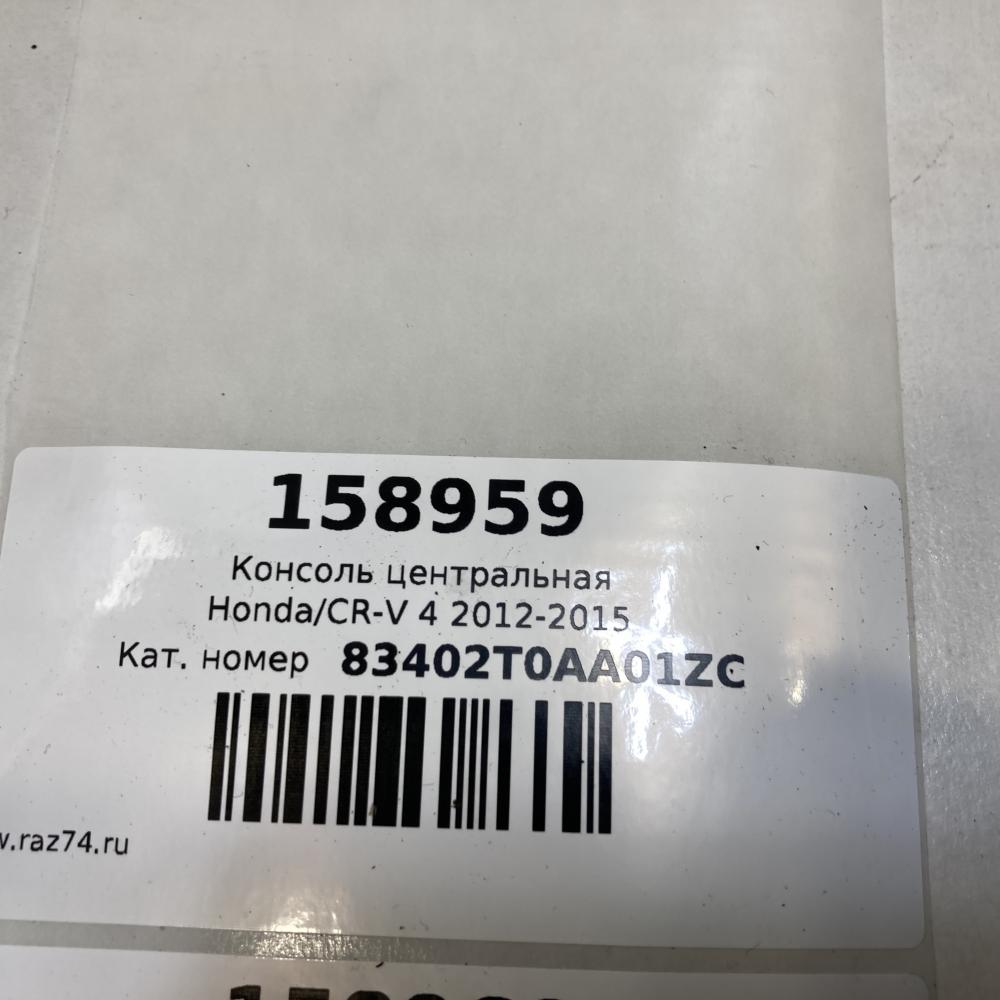 158959
Консоль центральная
Honda/CR-V 4 2012-2015
Кат. номер 83402T0AA01ZC
.raz74.ru